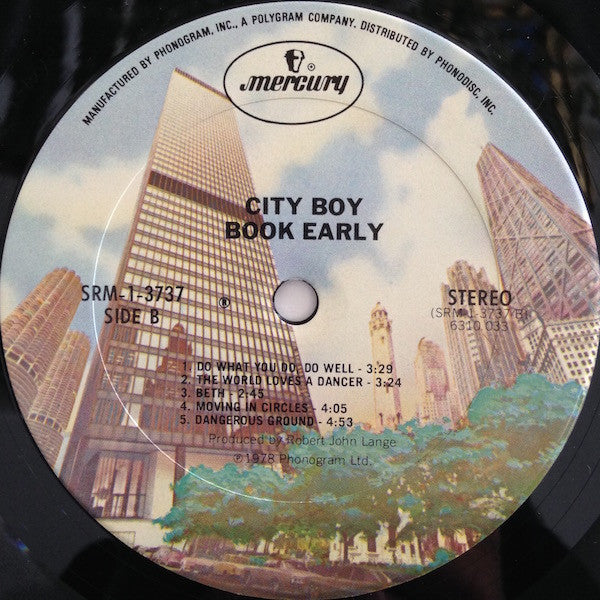 MANUFACTURED BY PHONOGRAM, INC., A POLYGRAM COMPANY. DISTRIBUTED BY PHONODISC, INC.
mercury ®
CITY BOY
BOOK EARLY
SRM-1-3737
SIDE B
®
STEREO
(SRM-1-3737 B)
6310 033
1. DO WHAT YOU DO, DO WELL - 3:29
2. THE WORLD LOVES A DANCER - 3:24
3. BETH - 2:45
4. MOVING IN CIRCLES - 4:05
5. DANGEROUS GROUND - 4:53
Produced by Robert John Lange
℗ 1978 Phonogram Ltd.